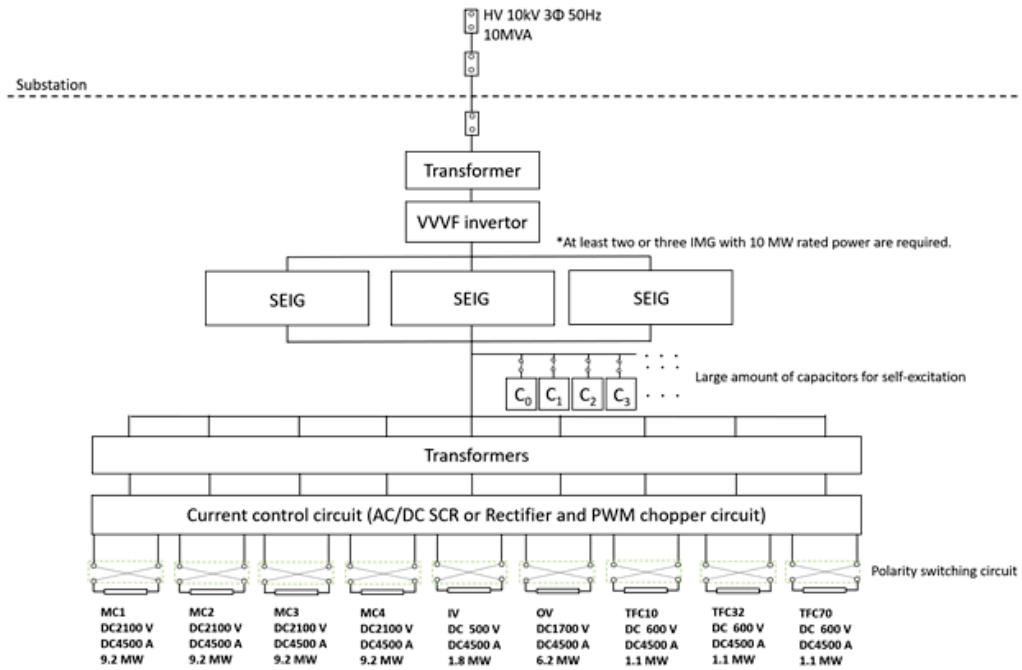 HV 10kV 3Φ 50Hz
10MVA
Substation
Transformer
VVVF invertor
*At least two or three IMG with 10 MW rated power are required.
SEIG SEIG SEIG
Large amount of capacitors for self-excitation
C0 C1 C2 C3
Transformers
Current control circuit (AC/DC SCR or Rectifier and PWM chopper circuit)
Polarity switching circuit
MC1
DC2100 V
DC4500 A
9.2 MW
MC2
DC2100 V
DC4500 A
9.2 MW
MC3
DC2100 V
DC4500 A
9.2 MW
MC4
DC2100 V
DC4500 A
9.2 MW
IV
DC 500 V
DC4500 A
1.8 MW
OV
DC1700 V
DC4500 A
6.2 MW
TFC10
DC 600 V
DC4500 A
1.1 MW
TFC32
DC 600 V
DC4500 A
1.1 MW
TFC70
DC 600 V
DC4500 A
1.1 MW